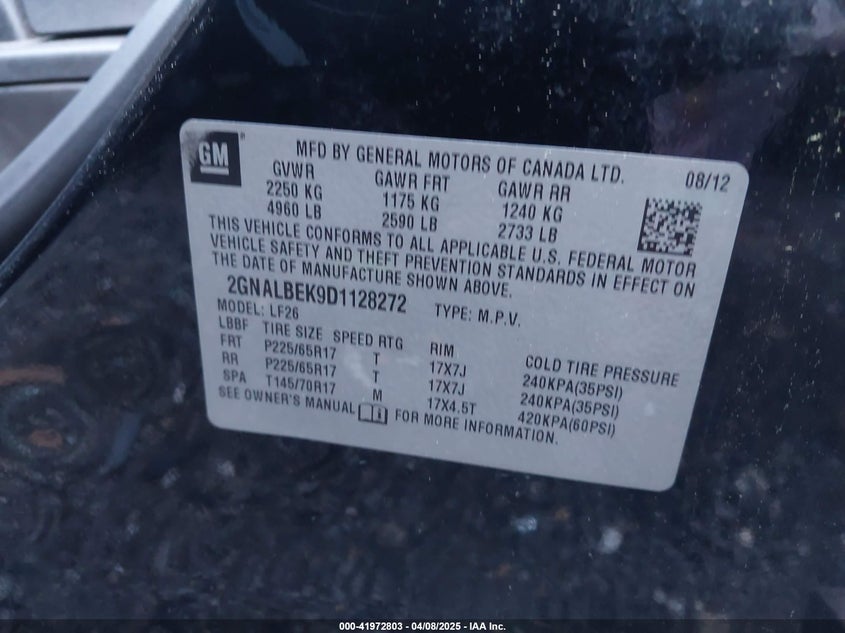 GM
MFD BY GENERAL MOTORS OF CANADA LTD. 08/12
GVWR GAWR FRT GAWR RR
2250 KG 1175 KG 1240 KG
4960 LB 2590 LB 2733 LB
THIS VEHICLE CONFORMS TO ALL APPLICABLE U.S. FEDERAL MOTOR
VEHICLE SAFETY AND THEFT PREVENTION STANDARDS IN EFFECT ON
THE DATE OF MANUFACTURE SHOWN ABOVE.
2GNALBEK9D1128272 TYPE: M.P.V.
MODEL: LF26
LBBF TIRE SIZE SPEED RTG RIM COLD TIRE PRESSURE
FRT P225/65R17 T 17X7J 240KPA(35PSI)
RR P225/65R17 T 17X7J 240KPA(35PSI)
SPA T145/70R17 M 17X4.5T 420KPA(60PSI)
SEE OWNER'S MANUAL FOR MORE INFORMATION.
000-41972803 - 04/08/2025 - IAA Inc.